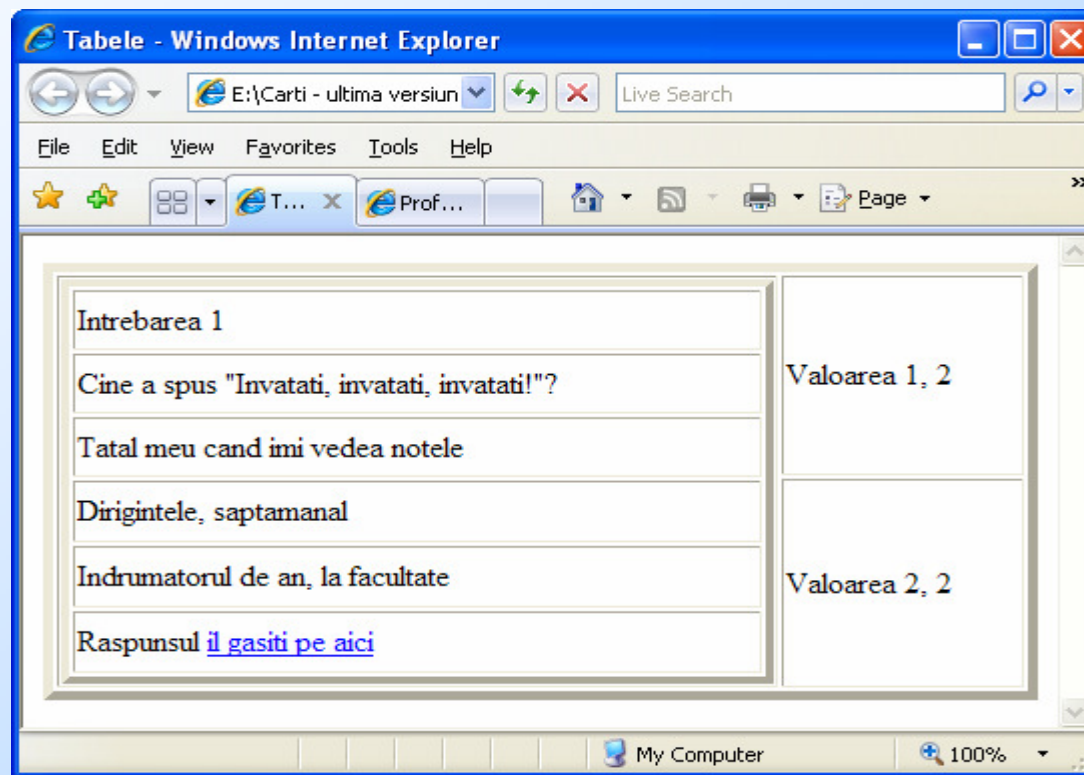 Tabele - Windows Internet Explorer
E:\Carti - ultima versiun
Live Search
File Edit View Favorites Tools Help
T... Prof... Page
Intrebarea 1
Cine a spus "Invatati, invatati, invatati!"?
Tatal meu cand imi vedea notele
Dirigintele, saptamanal
Indrumatorul de an, la facultate
Raspunsul il gasiti pe aici
Valoarea 1, 2
Valoarea 2, 2
My Computer 100%